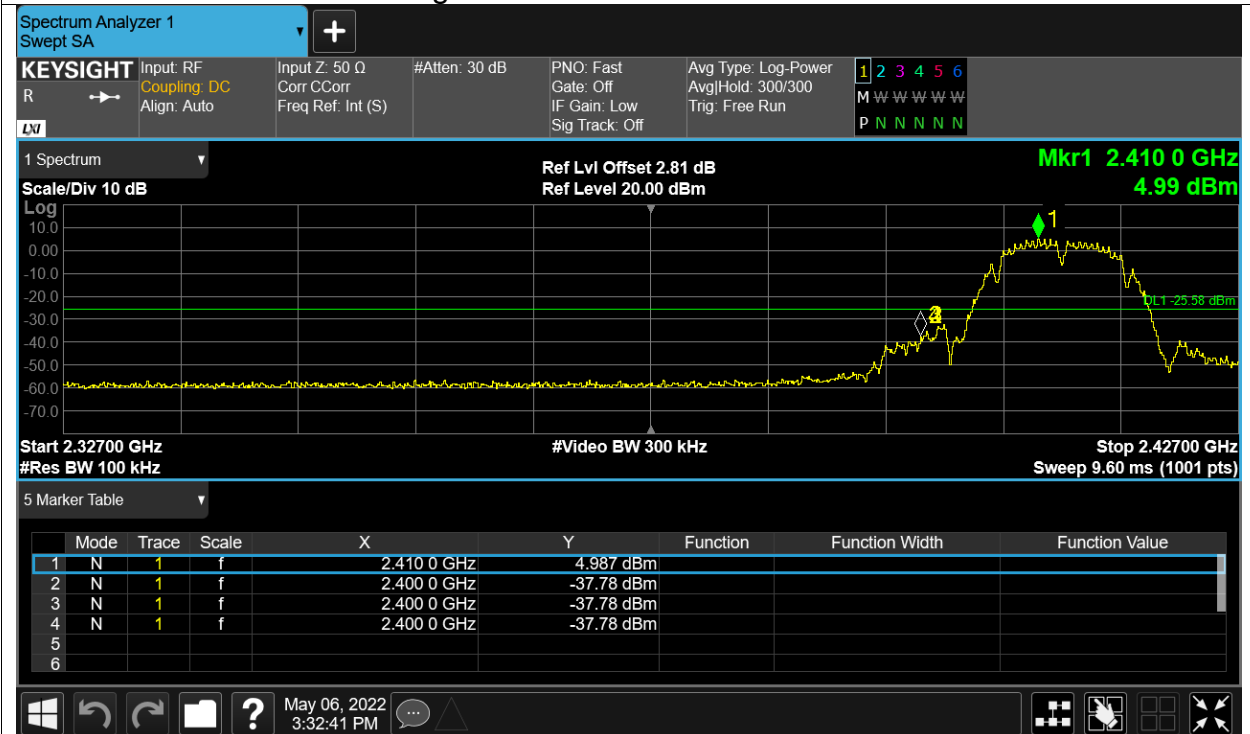 Spectrum Analyzer 1
Swept SA
+
KEYSIGHT Input: RF Input Z: 50 Ω #Atten: 30 dB PNO: Fast Avg Type: Log-Power 1 2 3 4 5 6
R Coupling: DC Corr CCorr Gate: Off Avg|Hold: 300/300 M W W W W W W
Align: Auto Freq Ref: Int (S) IF Gain: Low Trig: Free Run
LXI Sig Track: Off P N N N N N N
1 Spectrum Ref Lvl Offset 2.81 dB Mkr1 2.410 0 GHz
Scale/Div 10 dB Ref Level 20.00 dBm 4.99 dBm
Log
10.0
1
0.00
-10.0
-20.0
DL1 -25.58 dBm
-30.0
-40.0
-50.0
-60.0
-70.0
Start 2.32700 GHz #Video BW 300 kHz Stop 2.42700 GHz
#Res BW 100 kHz Sweep 9.60 ms (1001 pts)
5 Marker Table
Mode Trace Scale X Y Function Function Width Function Value
1 N 1 f 2.410 0 GHz 4.987 dBm
2 N 1 f 2.400 0 GHz -37.78 dBm
3 N 1 f 2.400 0 GHz -37.78 dBm
4 N 1 f 2.400 0 GHz -37.78 dBm
5
6
? May 06, 2022
3:32:41 PM